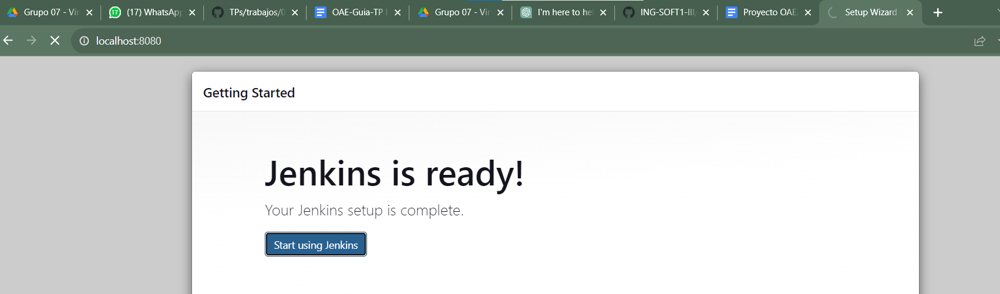 Grupo 07 - Vir
(17) WhatsApp
TPs/trabajos/0
OAE-Guia-TP
Grupo 07 - Vir
I'm here to hel
ING-SOFT1-III/
Proyecto OAE
Setup Wizard
localhost:8080
Getting Started
Jenkins is ready!
Your Jenkins setup is complete.
Start using Jenkins